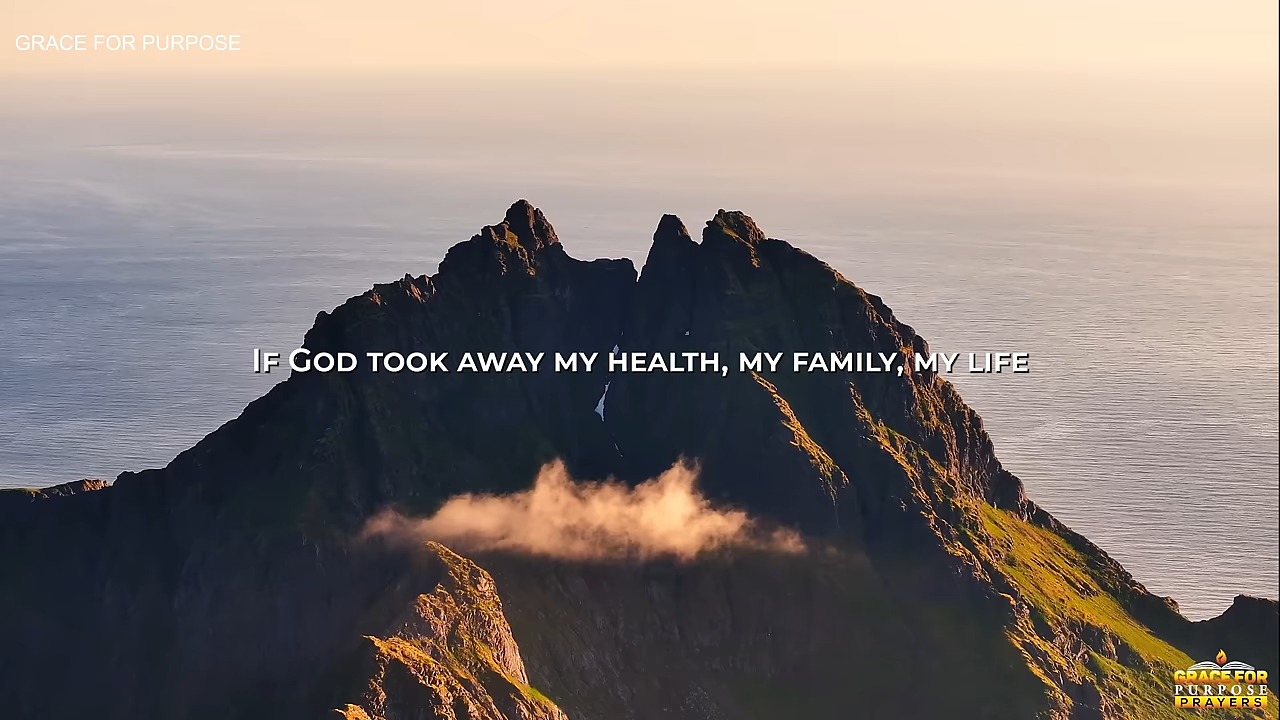 GRACE FOR PURPOSE
If God took away my health, my family, my life
GRACE FOR
PURPOSE
PRAYERS